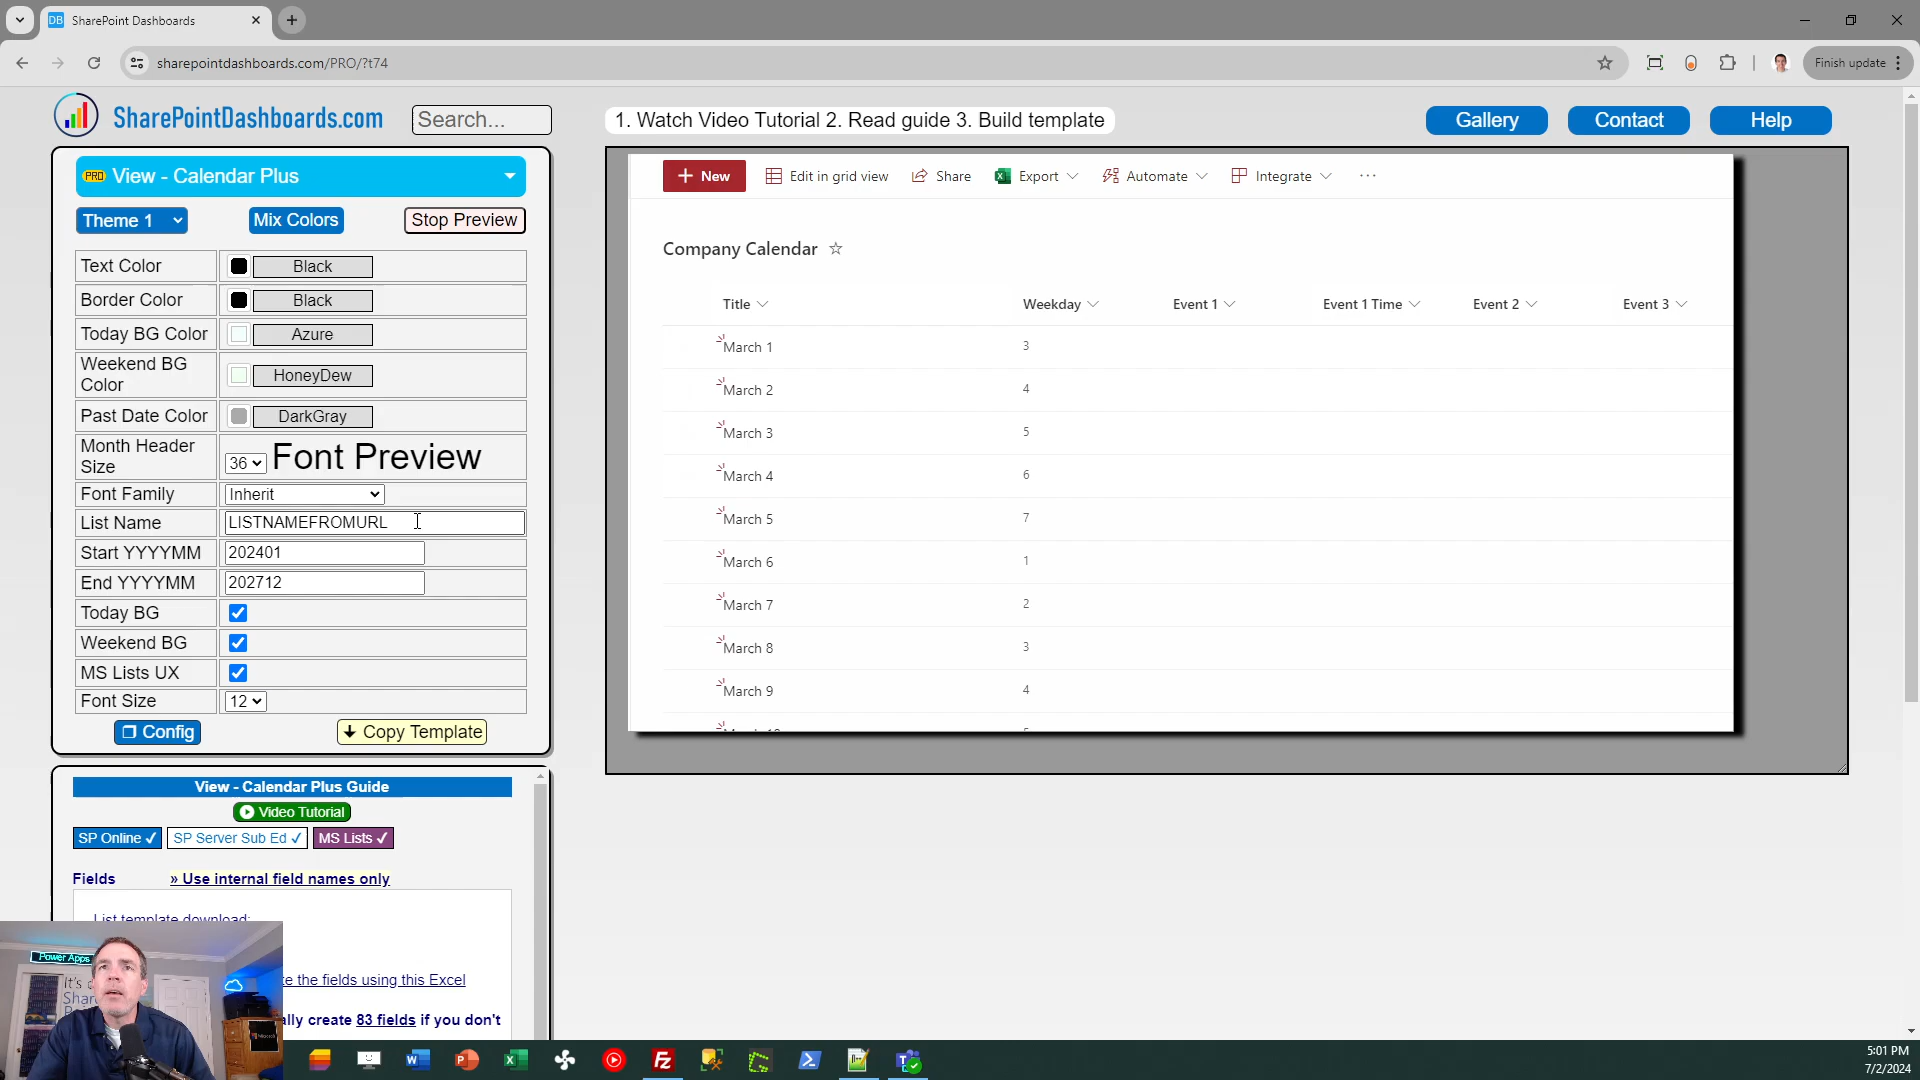 SharePoint Dashboards
sharepointdashboards.com/PRO/?t74
Finish update
SharePointDashboards.com
Search...
1. Watch Video Tutorial 2. Read guide 3. Build template
Gallery
Contact
Help
PRO View - Calendar Plus
Theme 1
Mix Colors
Stop Preview
Text Color
Black
Border Color
Black
Today BG Color
Azure
Weekend BG
Color
HoneyDew
Past Date Color
DarkGray
Month Header
Size
36
Font Preview
Font Family
Inherit
List Name
LISTNAMEFROMURL
Start YYYYMM
202401
End YYYYMM
202712
Today BG
Weekend BG
MS Lists UX
Font Size
12
Config
Copy Template
View - Calendar Plus Guide
Video Tutorial
SP Online ✓
SP Server Sub Ed ✓
MS Lists ✓
Fields
» Use internal field names only
List template download:
te the fields using this Excel
ally create 83 fields if you don't
New
Edit in grid view
Share
Export
Automate
Integrate
Company Calendar
Title
Weekday
Event 1
Event 1 Time
Event 2
Event 3
March 1
3
March 2
4
March 3
5
March 4
6
March 5
7
March 6
1
March 7
2
March 8
3
March 9
4
Power Apps
It's
5:01 PM
7/2/2024